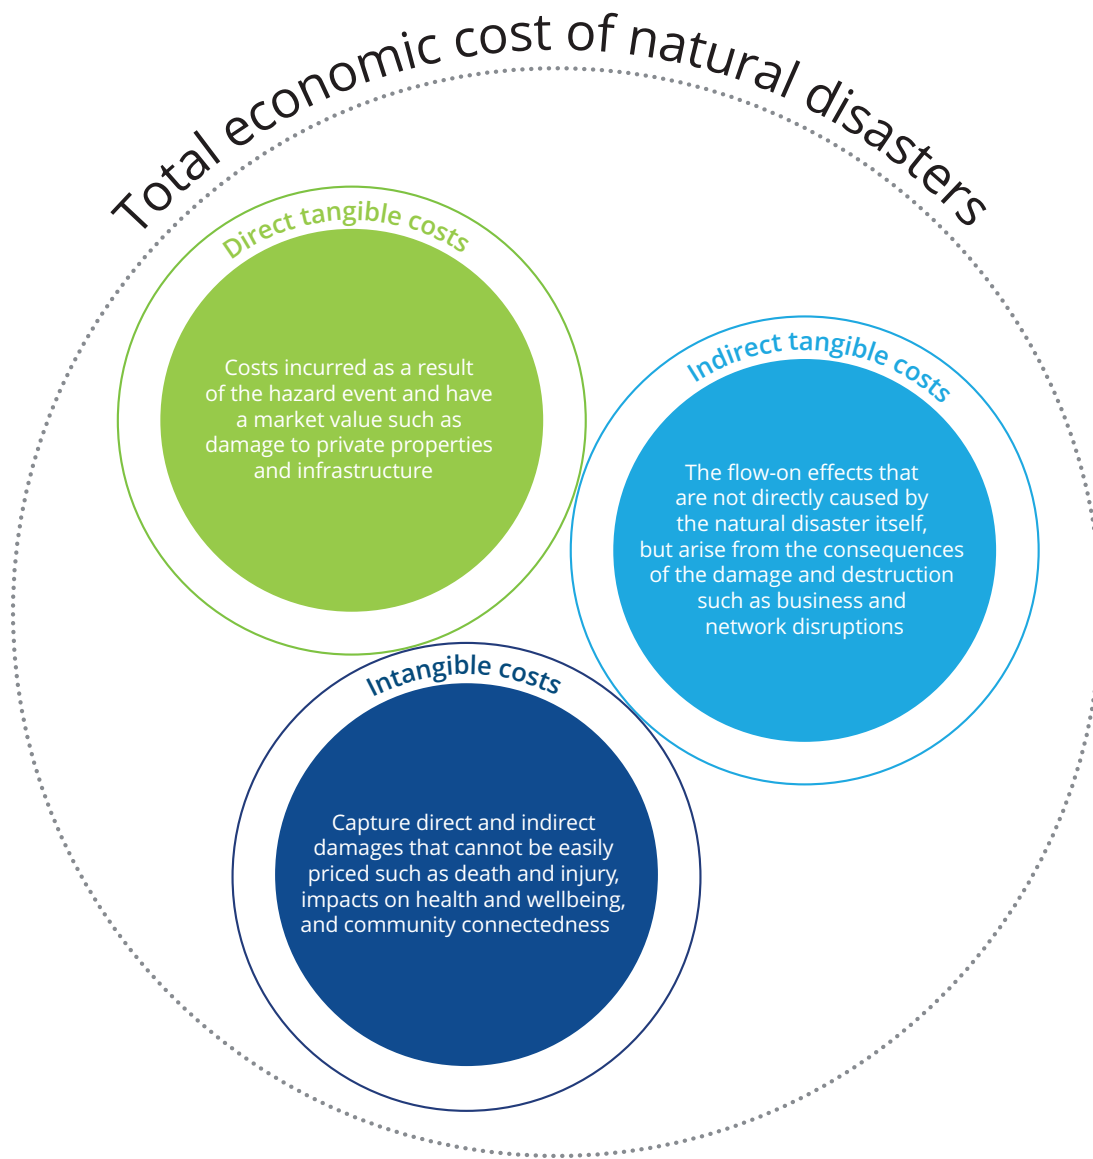 Total economic cost of natural disasters
Direct tangible costs
Costs incurred as a result
of the hazard event and have
a market value such as
damage to private properties
and infrastructure
Indirect tangible costs
The flow-on effects that
are not directly caused by
the natural disaster itself,
but arise from the consequences
of the damage and destruction
such as business and
network disruptions
Intangible costs
Capture direct and indirect
damages that cannot be easily
priced such as death and injury,
impacts on health and wellbeing,
and community connectedness